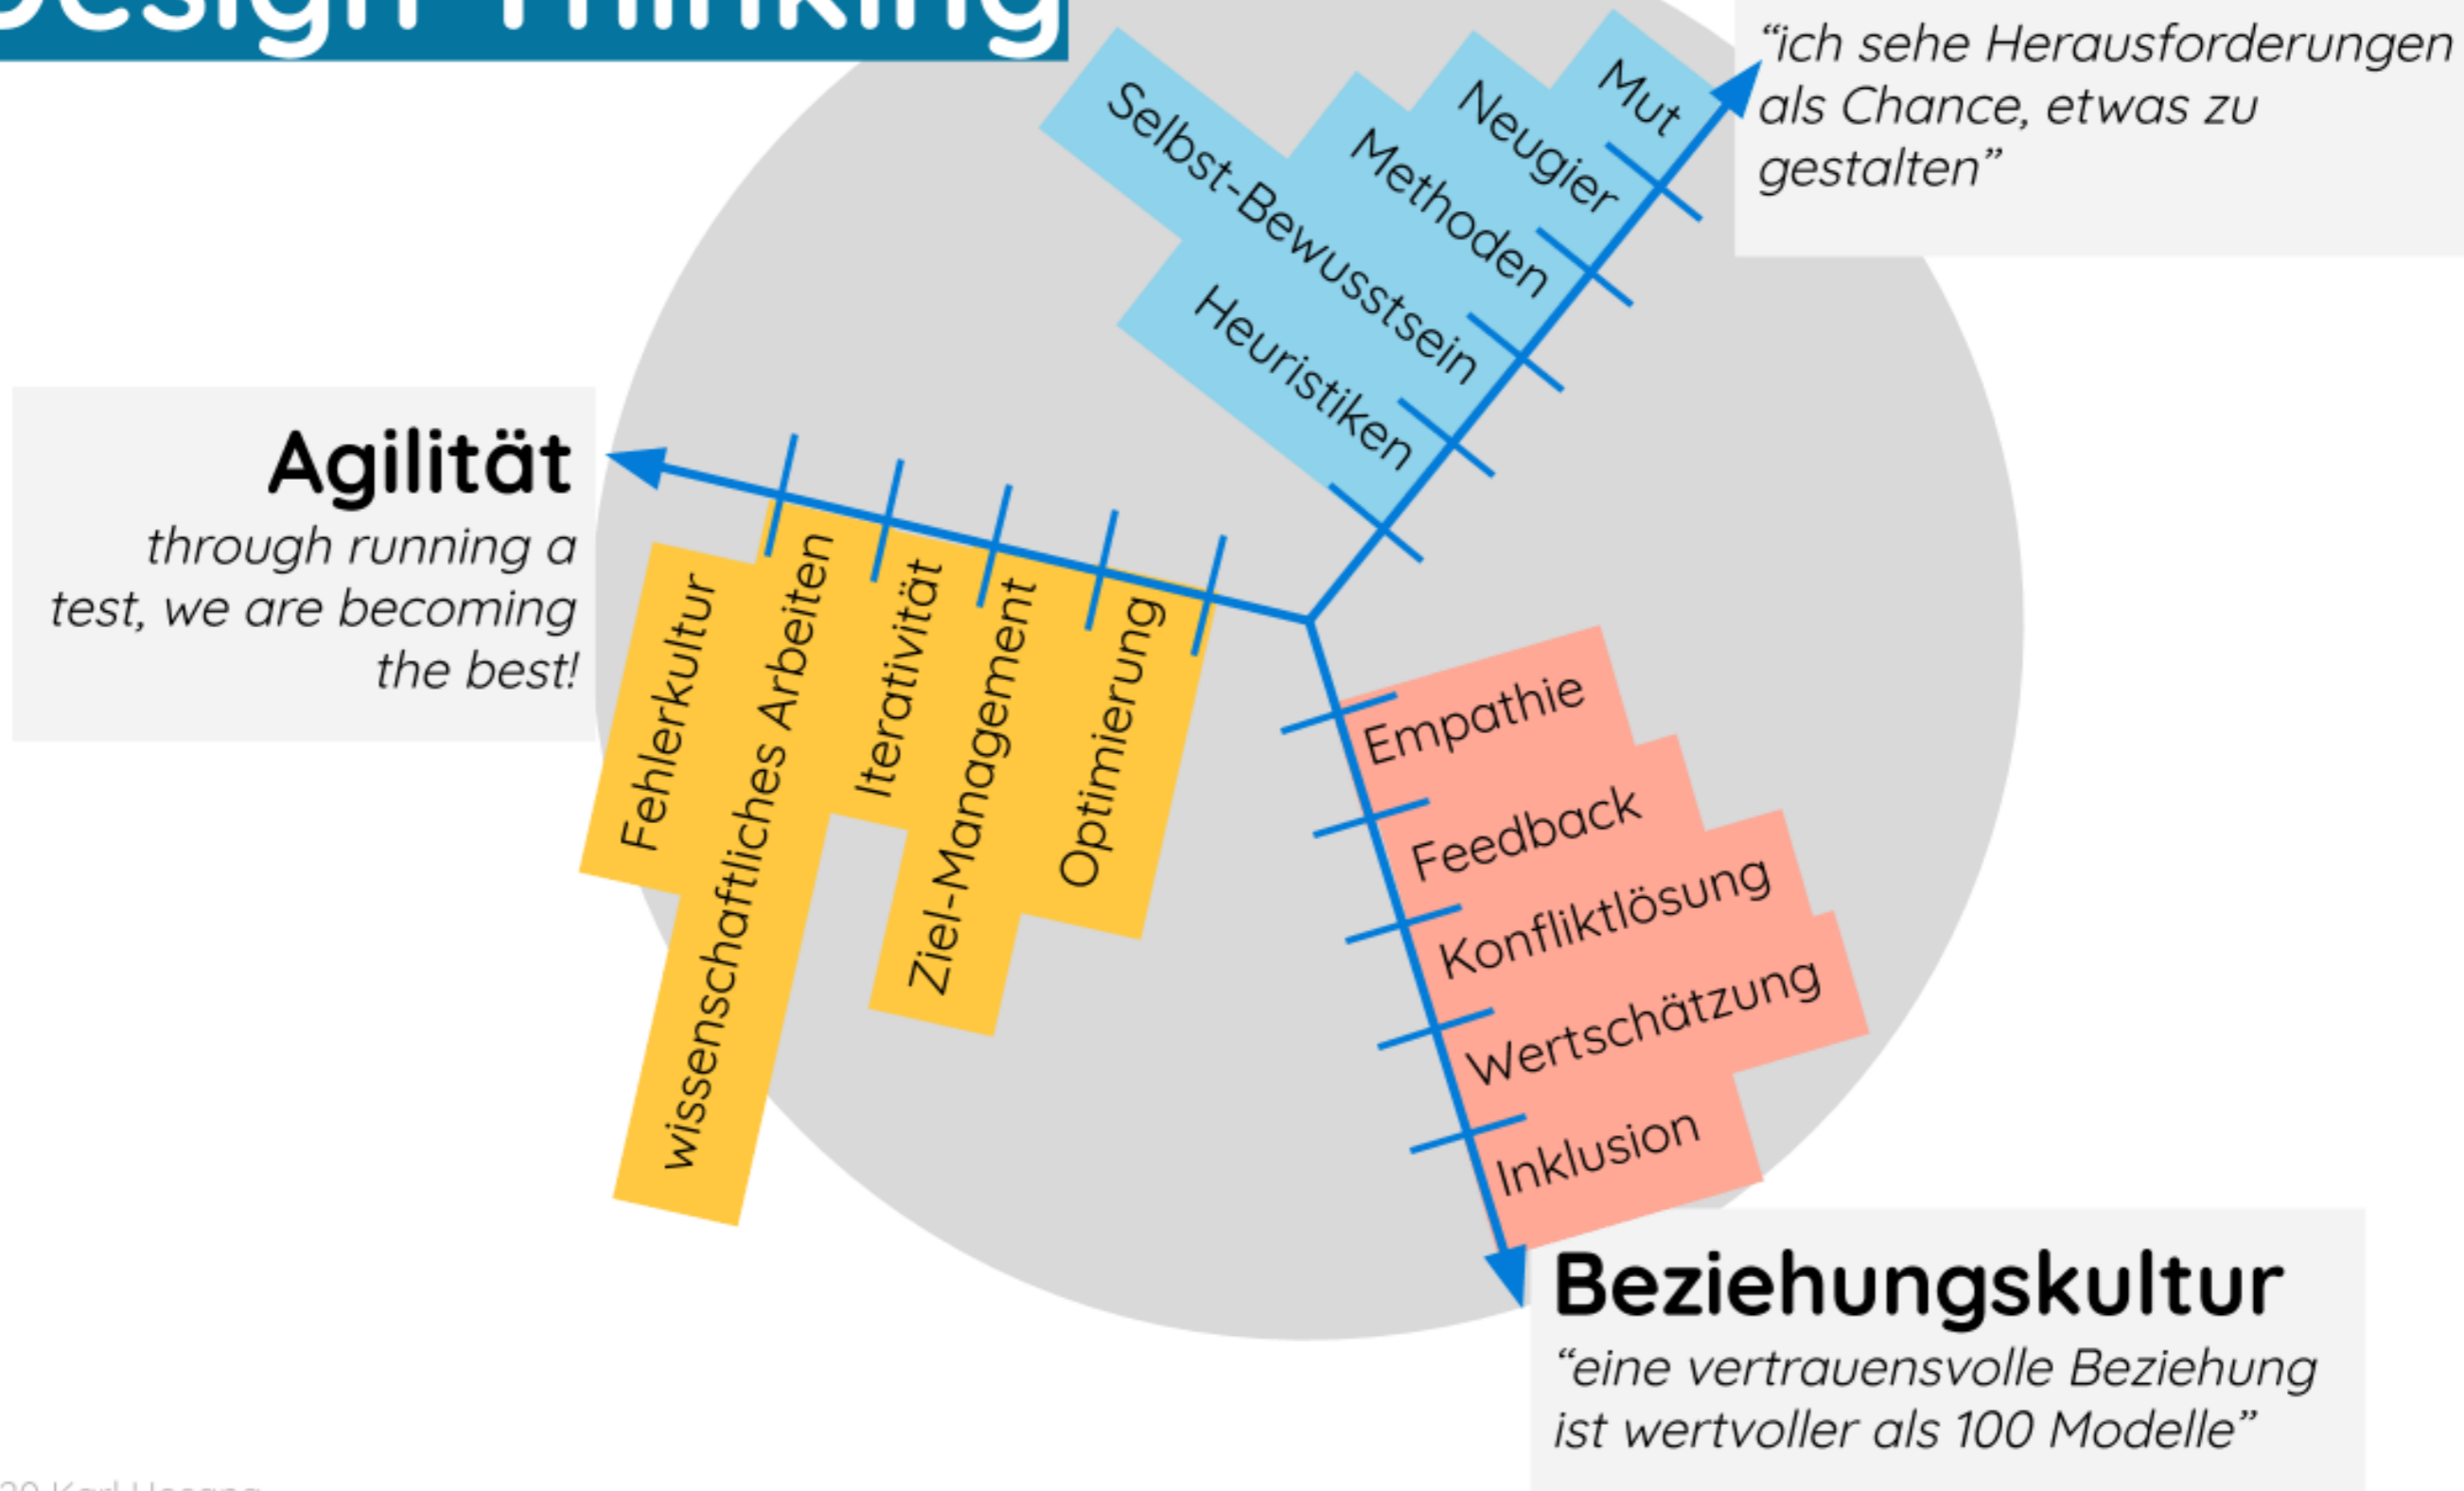 Design Thinking
“ich sehe Herausforderungen
als Chance, etwas zu
gestalten”
Mut
Neugier
Methoden
Selbst-Bewusstsein
Heuristiken
Agilität
through running a
test, we are becoming
the best!
Fehlerkultur
wissenschaftliches Arbeiten
Iterativität
Ziel-Management
Optimierung
Empathie
Feedback
Konfliktlösung
Wertschätzung
Inklusion
Beziehungskultur
“eine vertrauensvolle Beziehung
ist wertvoller als 100 Modelle”